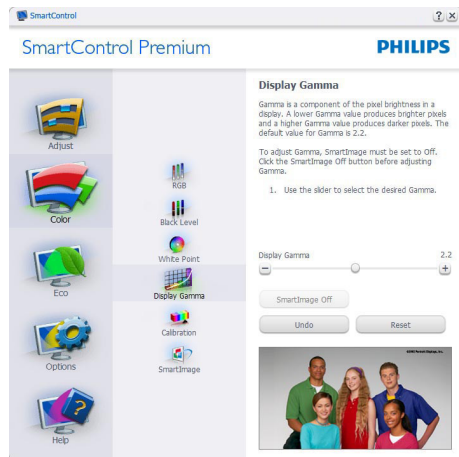 SmartControl
? x
SmartControl Premium
PHILIPS
Adjust
Color
Eco
Options
Help
RGB
Black Level
White Point
Display Gamma
Calibration
SmartImage
Display Gamma
Gamma is a component of the pixel brightness in a
display. A lower Gamma value produces brighter pixels
and a higher Gamma value produces darker pixels. The
default value for Gamma is 2.2.
To adjust Gamma, SmartImage must be set to Off.
Click the SmartImage Off button before adjusting
Gamma.
1. Use the slider to select the desired Gamma.
Display Gamma 2.2
SmartImage Off
Undo Reset